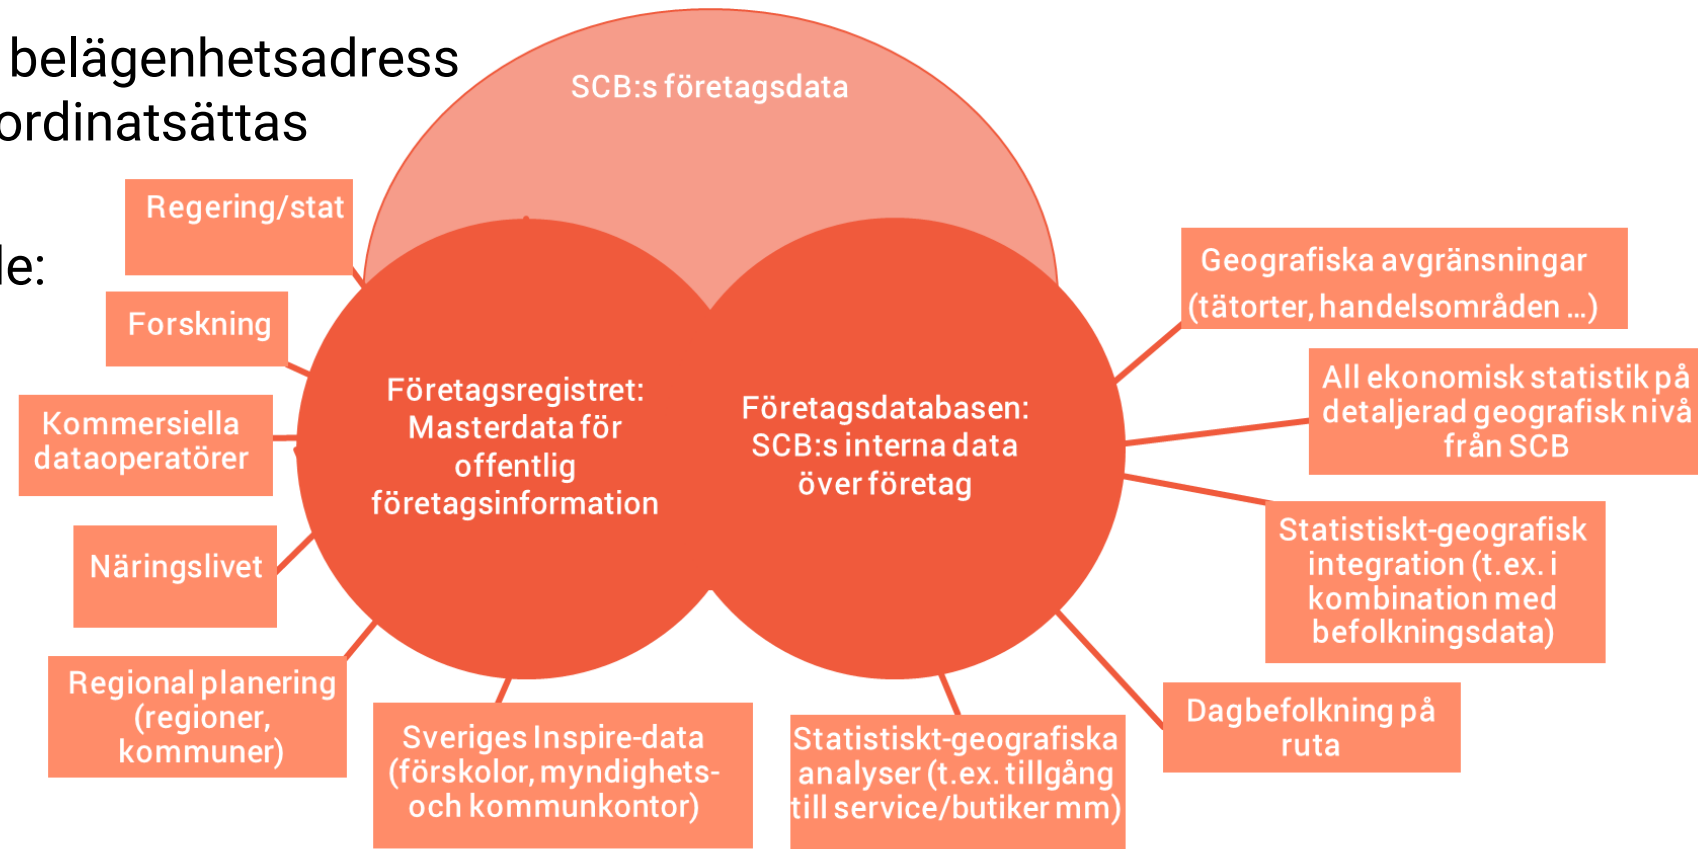 belägenhetsadress
ordinatsättas
le:
SCB:s företagsdata
Regering/stat
Forskning
Kommersiella
dataoperatörer
Näringslivet
Regional planering
(regioner,
kommuner)
Sveriges Inspire-data
(förskolor, myndighets-
och kommunkontor)
Företagsregistret:
Masterdata för
offentlig
företagsinformation
Företagsdatabasen:
SCB:s interna data
över företag
Geografiska avgränsningar
(tätorter, handelsområden ...)
All ekonomisk statistik på
detaljerad geografisk nivå
från SCB
Statistiskt-geografisk
integration (t.ex. i
kombination med
befolkningsdata)
Dagbefolkning på
ruta
Statistiskt-geografiska
analyser (t.ex. tillgång
till service/butiker mm)